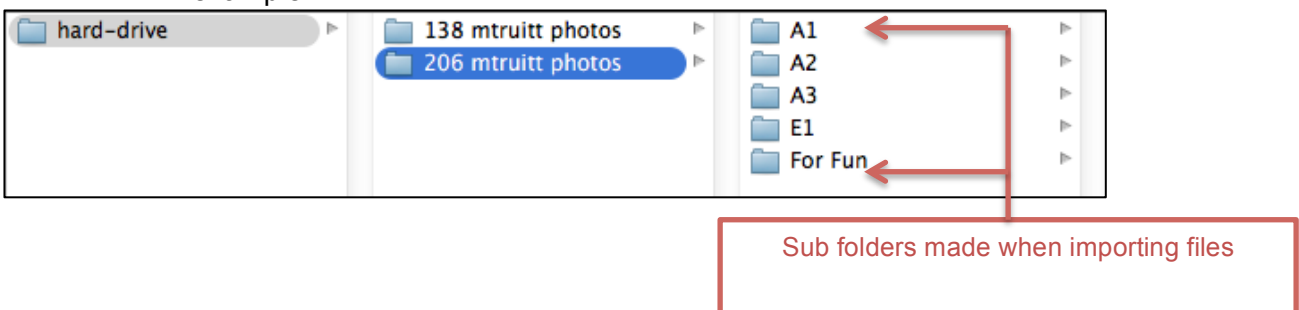 hard-drive
138 mtruitt photos
206 mtruitt photos
A1
A2
A3
E1
For Fun
Sub folders made when importing files